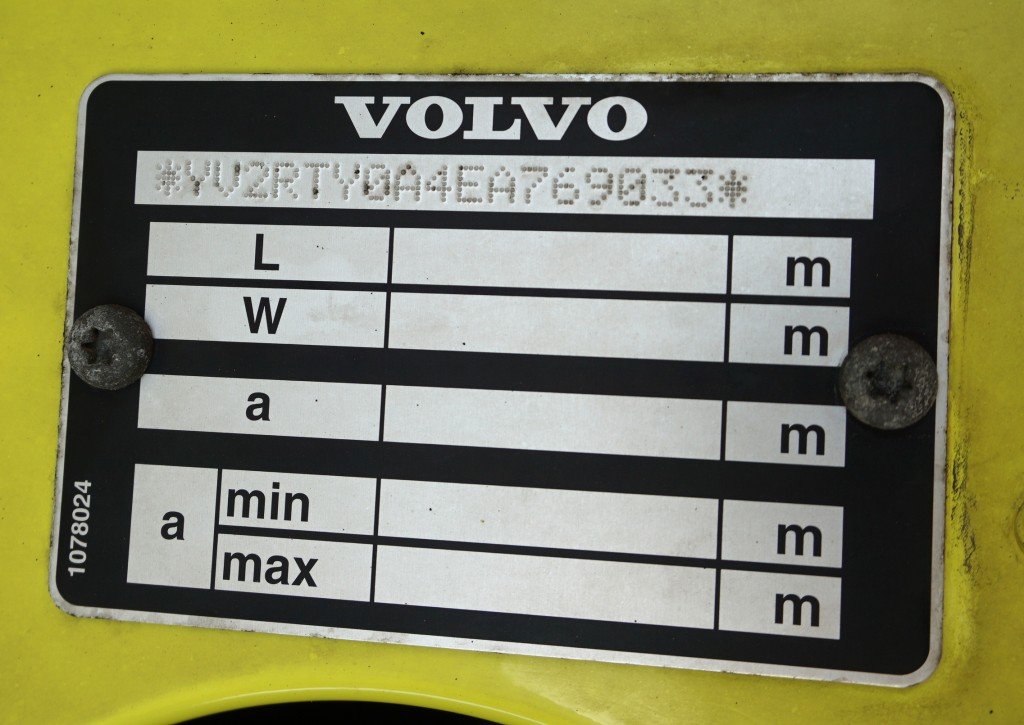 VOLVO
*YV2RTY0A4EA769033*
L m
W m
a m
a min m
max m
1078024